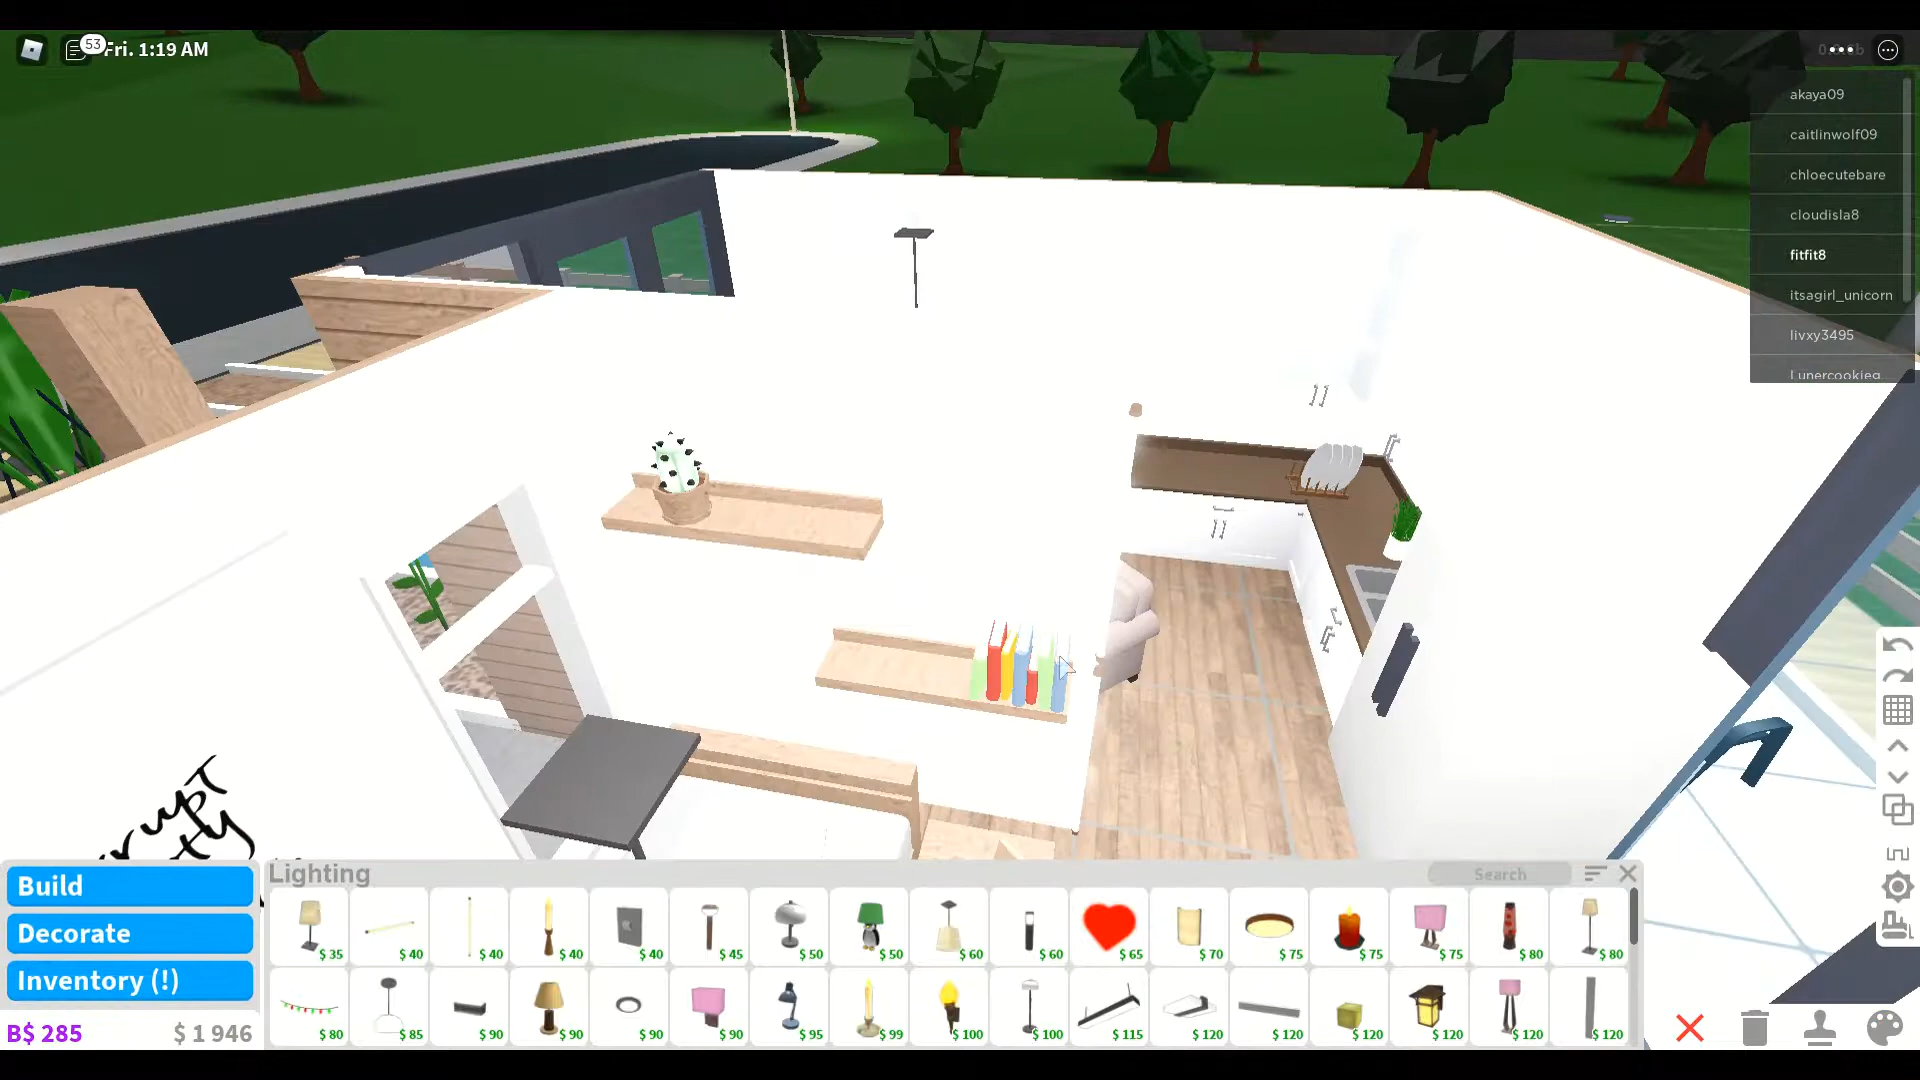 53
Fri. 1:19 AM
akaya09
caitlinwolf09
chloecutebare
cloudisla8
fitfit8
itsagirl_unicorn
livxy3495
Lunercookieg
Build
Decorate
Inventory (!)
B$ 285
$ 1 946
Lighting
Search
$ 35
$ 40
$ 40
$ 40
$ 40
$ 45
$ 50
$ 50
$ 60
$ 60
$ 65
$ 70
$ 75
$ 75
$ 75
$ 80
$ 80
$ 80
$ 85
$ 90
$ 90
$ 90
$ 90
$ 95
$ 99
$ 100
$ 100
$ 115
$ 120
$ 120
$ 120
$ 120
$ 120
$ 120